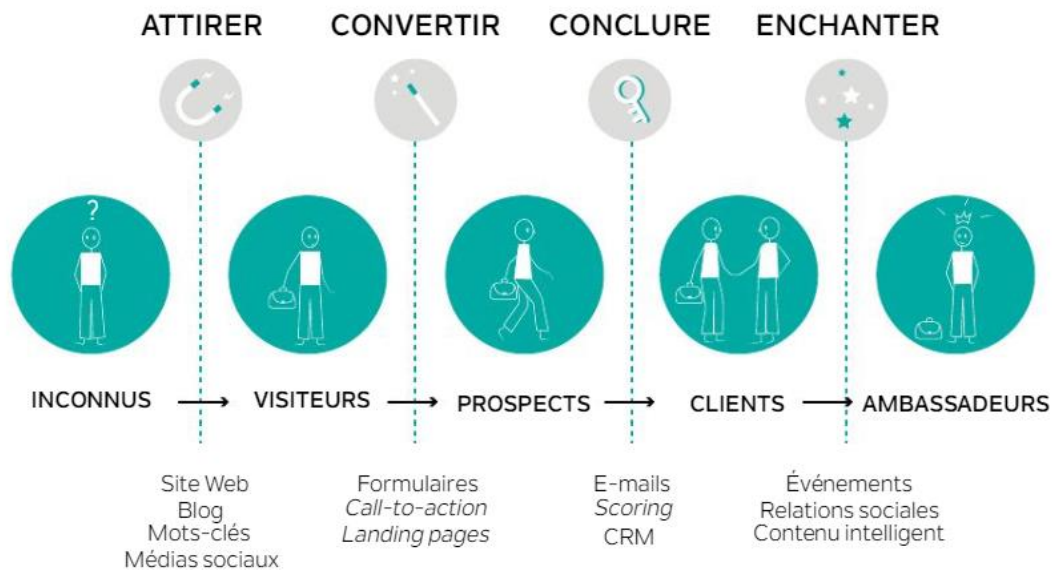 ATTIRER
CONVERTIR
CONCLURE
ENCHANTER
?
INCONNUS
VISITEURS
PROSPECTS
CLIENTS
AMBASSADEURS
Site Web
Blog
Mots-clés
Médias sociaux
Formulaires
Call-to-action
Landing pages
E-mails
Scoring
CRM
Événements
Relations sociales
Contenu intelligent